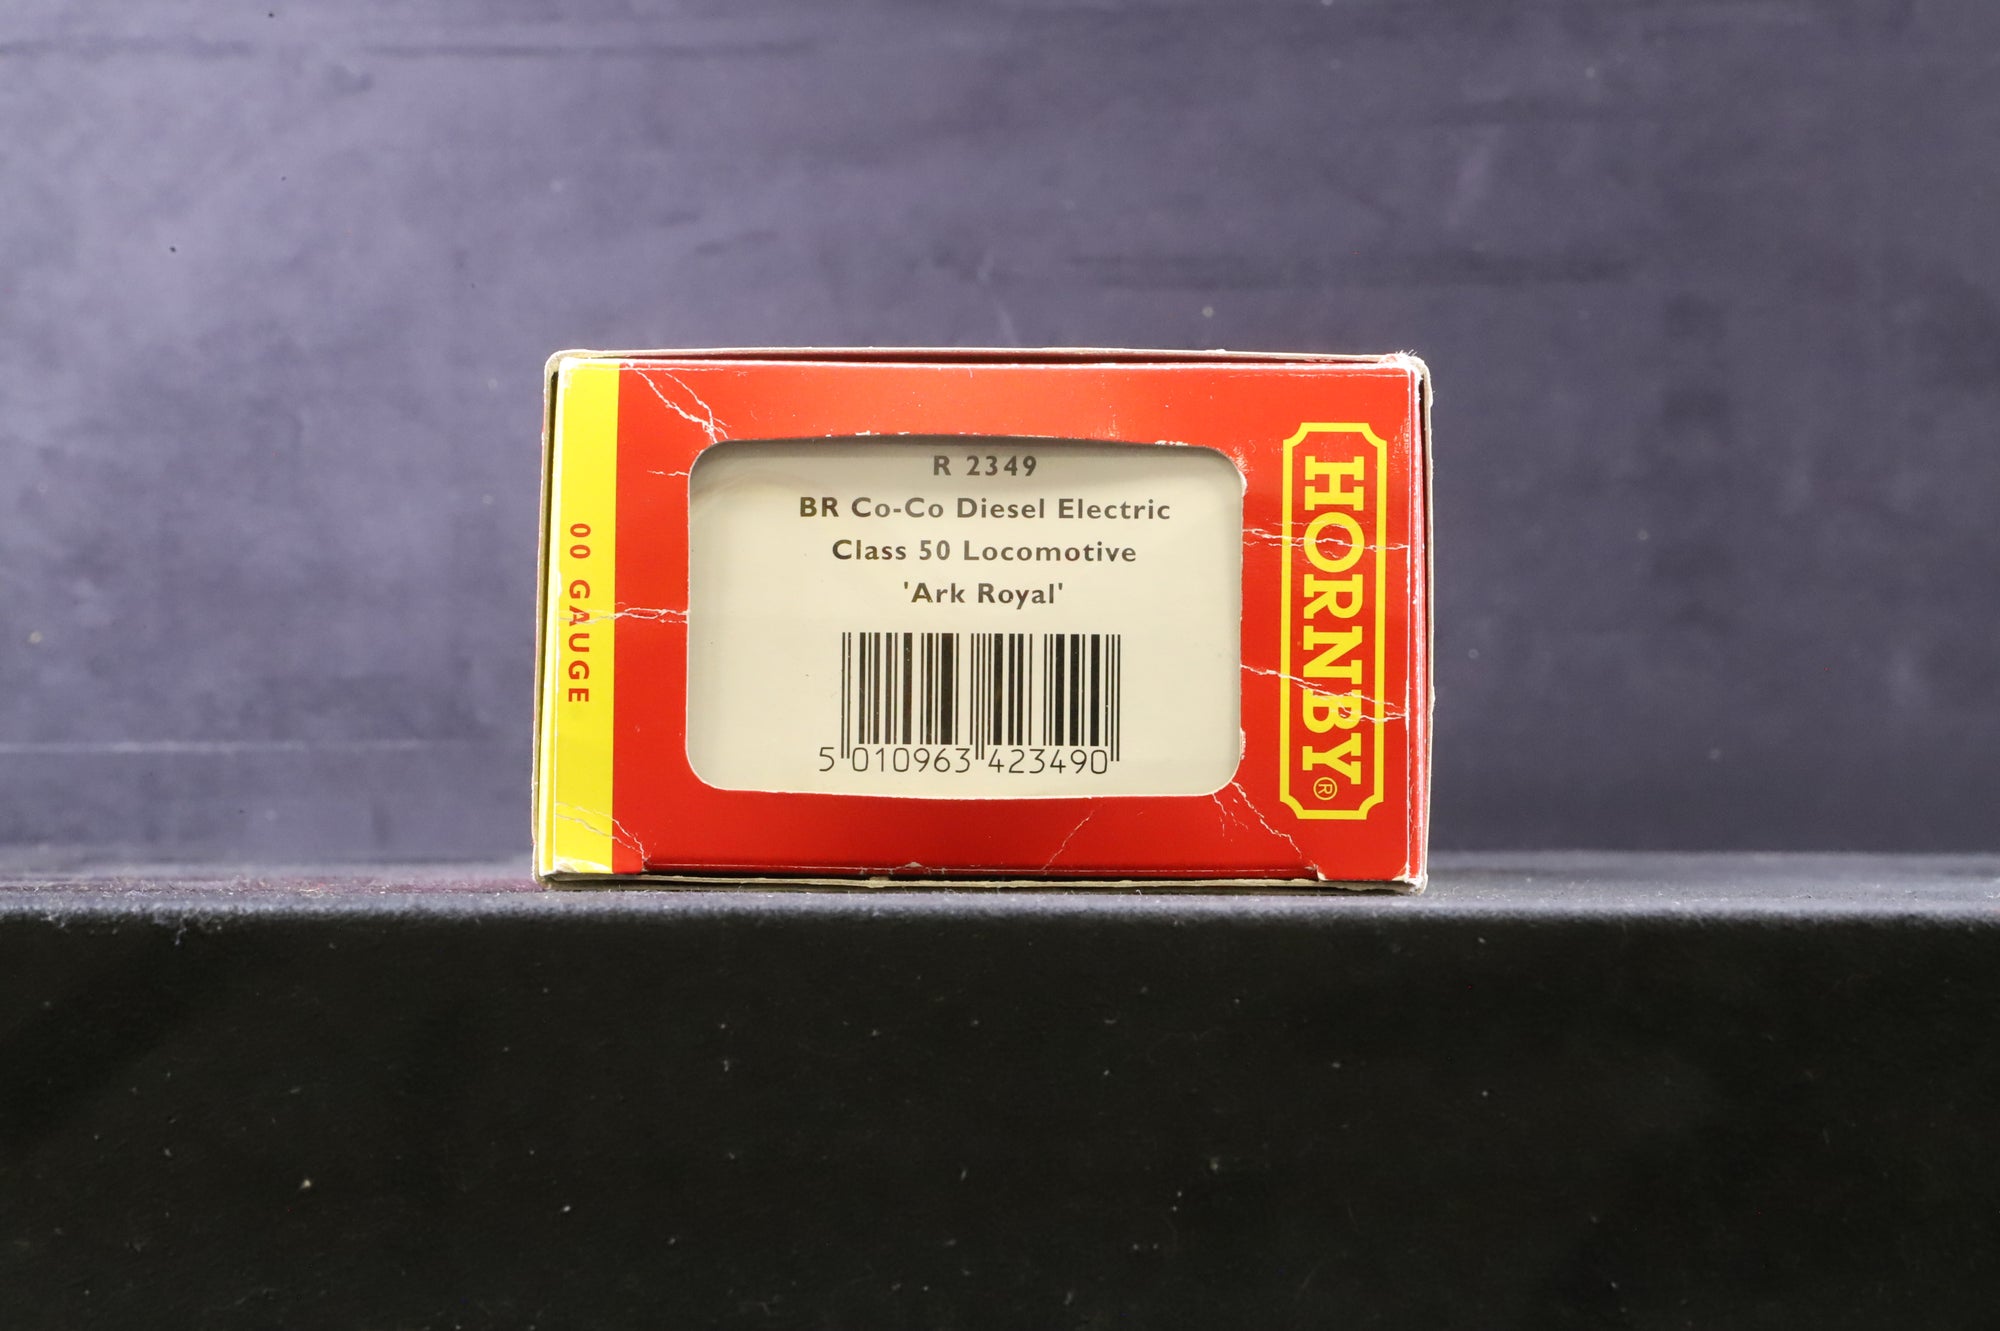 R 2349
BR Co-Co Diesel Electric
Class 50 Locomotive
'Ark Royal'
5 010963 423490
00 GAUGE
HORNBY®